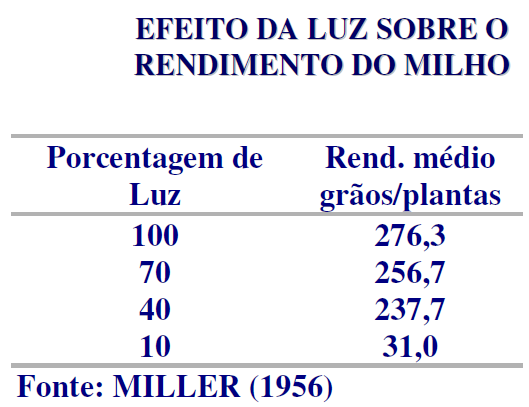 EFEITO DA LUZ SOBRE O
RENDIMENTO DO MILHO
Porcentagem de Luz Rend. médio grãos/plantas
100 276,3
70 256,7
40 237,7
10 31,0
Fonte: MILLER (1956)